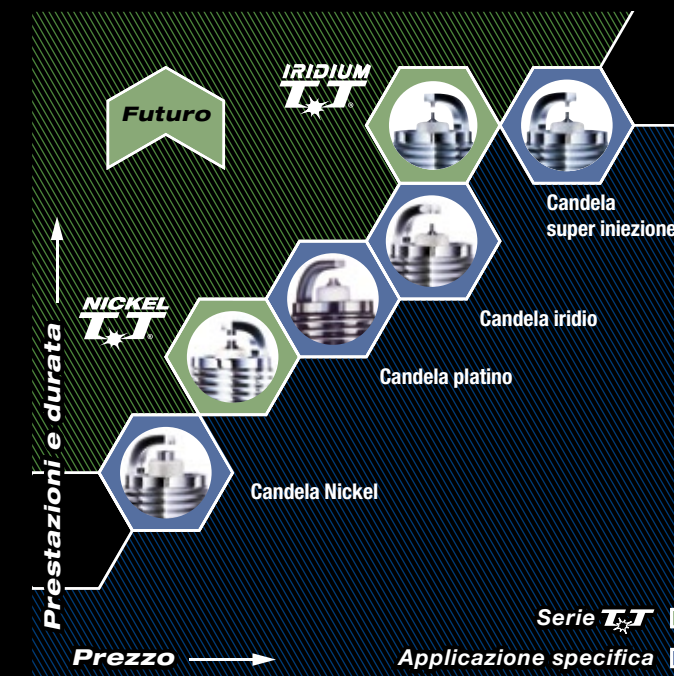 IRIDIUM
TT
Futuro
Candela
super iniezione
NICKEL
TT
Candela iridio
Candela platino
Prestazioni e durata
Candela Nickel
Serie TT
Prezzo
Applicazione specifica